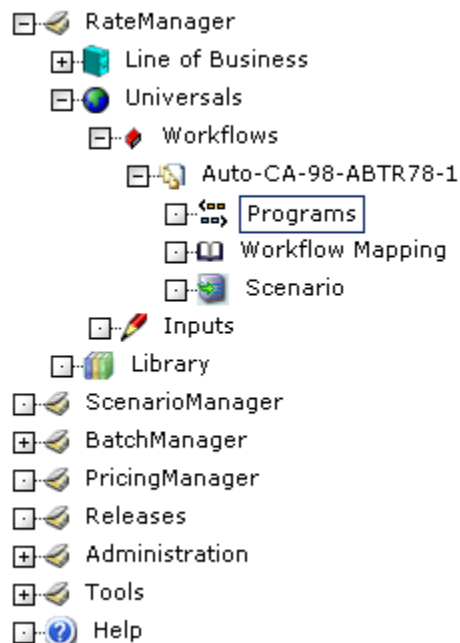 RateManager
Line of Business
Universals
Workflows
Auto-CA-98-ABTR78-1
Programs
Workflow Mapping
Scenario
Inputs
Library
ScenarioManager
BatchManager
PricingManager
Releases
Administration
Tools
Help